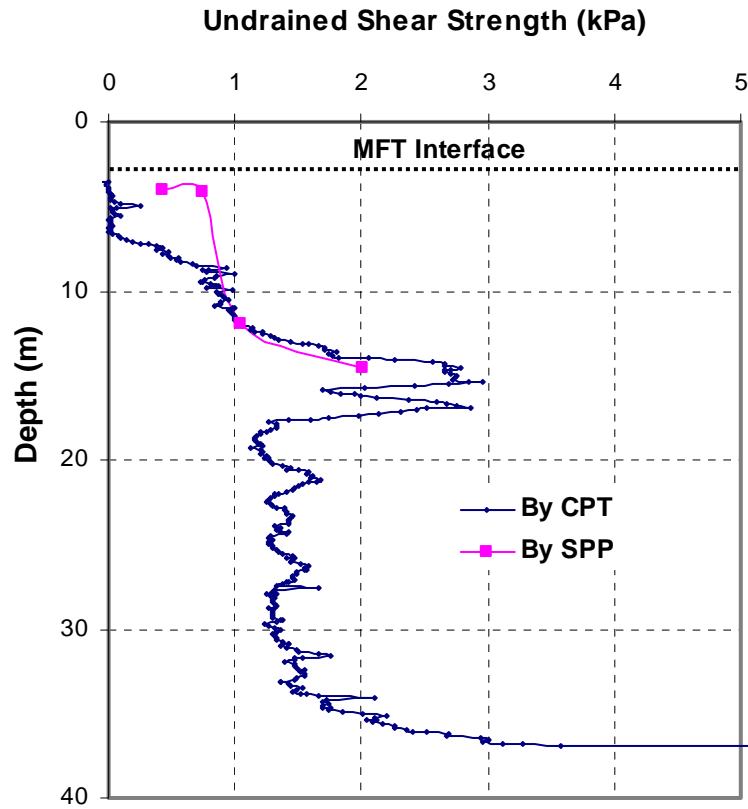 Undrained Shear Strength (kPa)
0 1 2 3 4 5
0
MFT Interface
10
Depth (m)
20
By CPT
By SPP
30
40